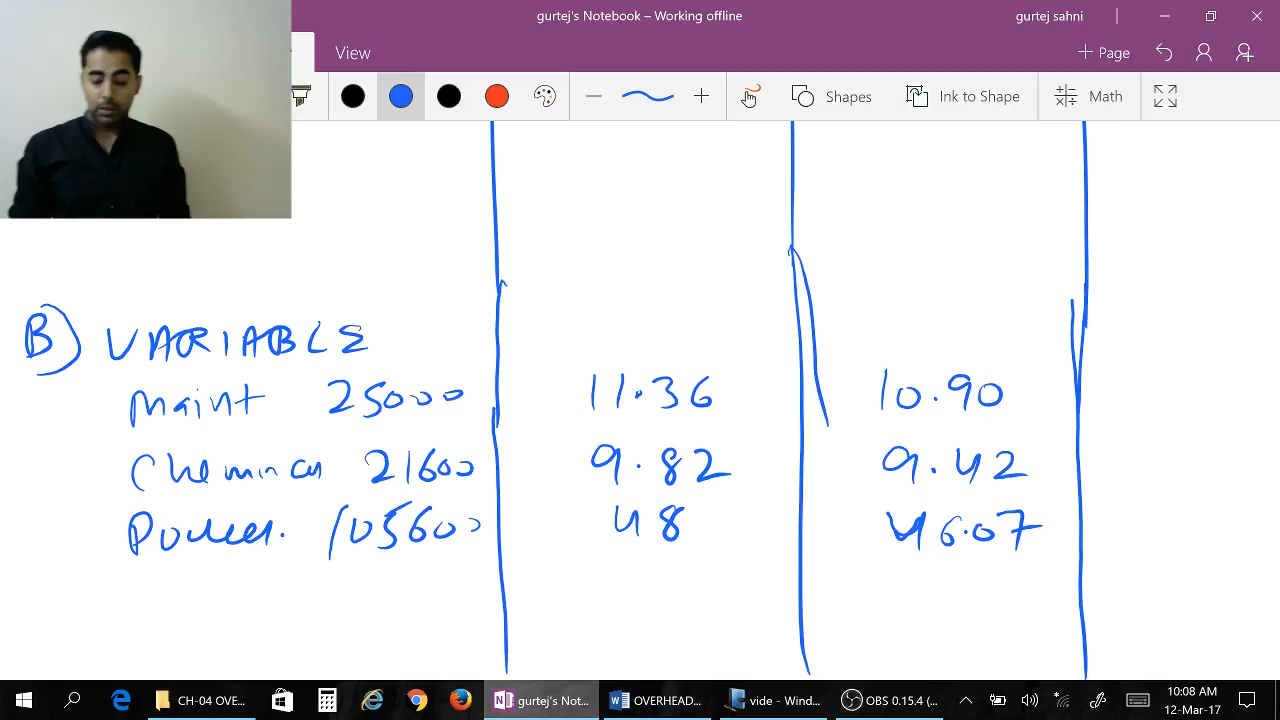 gurtej's Notebook – Working offline
gurtej sahni
View
Page
Shapes
Ink to Shape
Math
B) VARIABLE
Maint 25000 11.36 10.90
Chemical 21600 9.82 9.42
Power. 105600 48 46.07
CH-04 OVE...
gurtej's Not...
OVERHEAD...
vide - Wind...
OBS 0.15.4 (...
10:08 AM
12-Mar-17